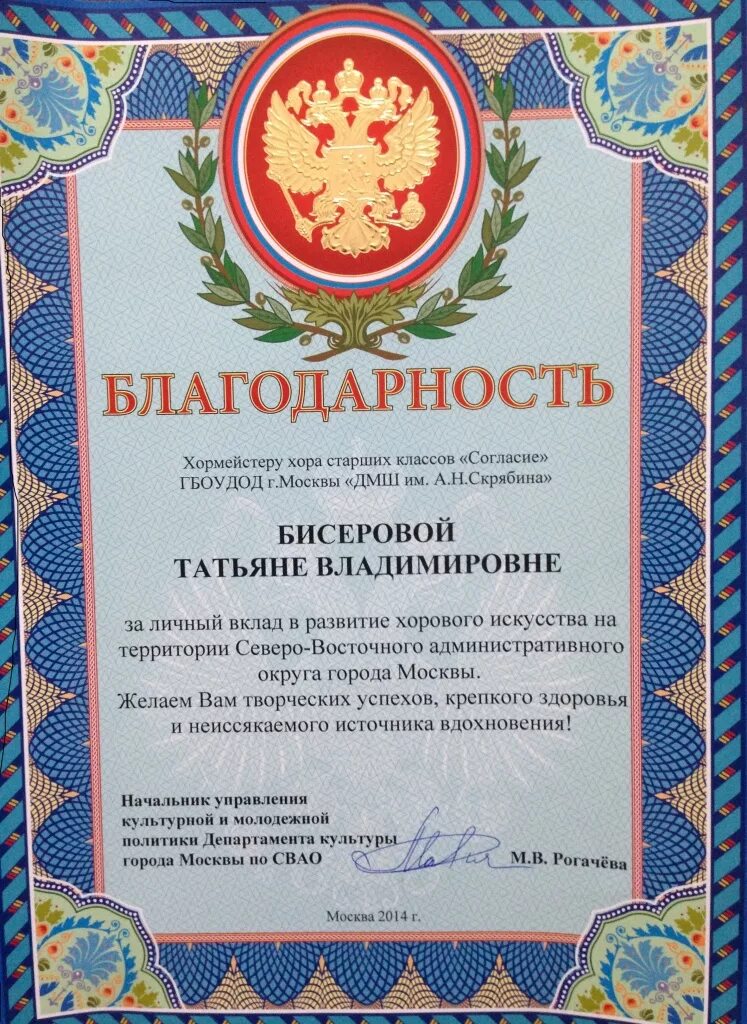 БЛАГОДАРНОСТЬ
Хормейстеру хора старших классов «Согласие»
ГБОУДОД г.Москвы «ДМШ им. А.Н.Скрябина»
БИСЕРОВОЙ
ТАТЬЯНЕ ВЛАДИМИРОВНЕ
за личный вклад в развитие хорового искусства на
территории Северо-Восточного административного
округа города Москвы.
Желаем Вам творческих успехов, крепкого здоровья
и неиссякаемого источника вдохновения!
Начальник управления
культурной и молодежной
политики Департамента культуры
города Москвы по СВАО
М.В. Рогачёва
Москва 2014 г.